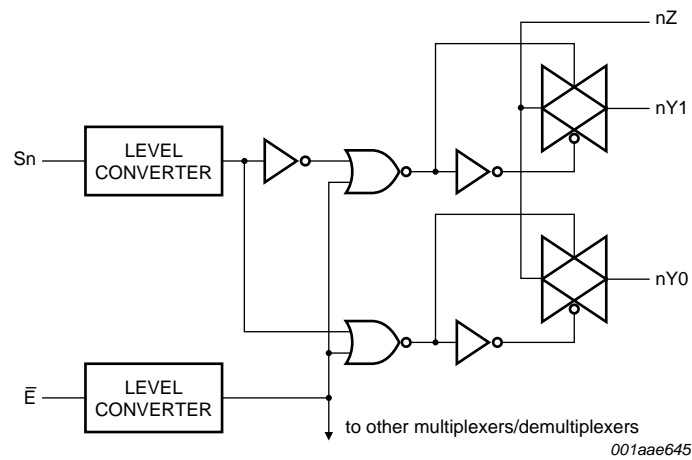 nZ
nY1
Sn
LEVEL
CONVERTER
nY0
E̅
LEVEL
CONVERTER
to other multiplexers/demultiplexers
001aae645